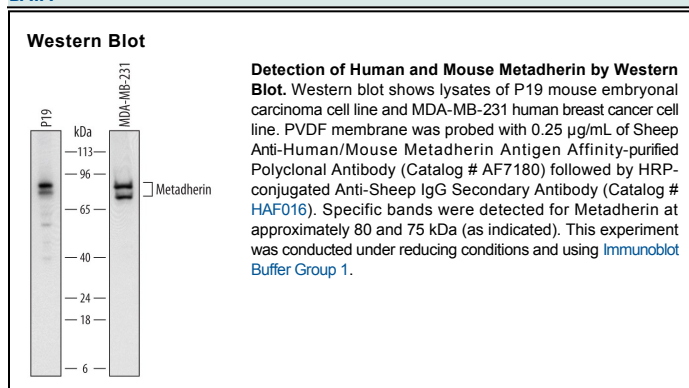 Western Blot
P19
MDA-MB-231
kDa
113
96
65
40
24
18
6
Metadherin
Detection of Human and Mouse Metadherin by Western
Blot. Western blot shows lysates of P19 mouse embryonal
carcinoma cell line and MDA-MB-231 human breast cancer cell
line. PVDF membrane was probed with 0.25 µg/mL of Sheep
Anti-Human/Mouse Metadherin Antigen Affinity-purified
Polyclonal Antibody (Catalog # AF7180) followed by HRP-
conjugated Anti-Sheep IgG Secondary Antibody (Catalog #
HAF016). Specific bands were detected for Metadherin at
approximately 80 and 75 kDa (as indicated). This experiment
was conducted under reducing conditions and using Immunoblot
Buffer Group 1.